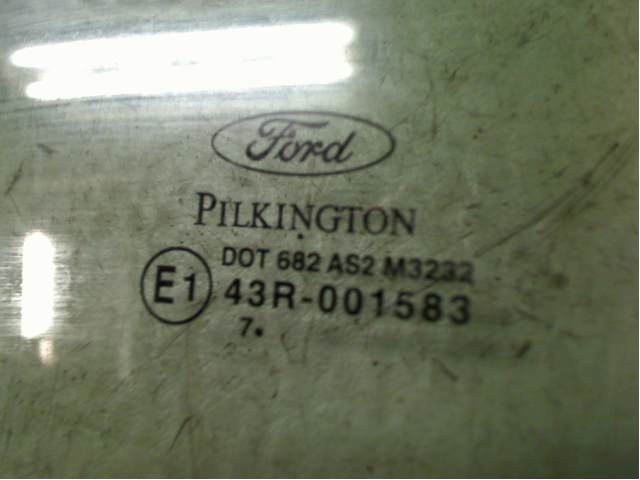 Ford
PILKINGTON
DOT 682 AS2 M3232
E1
43R-001583
7.